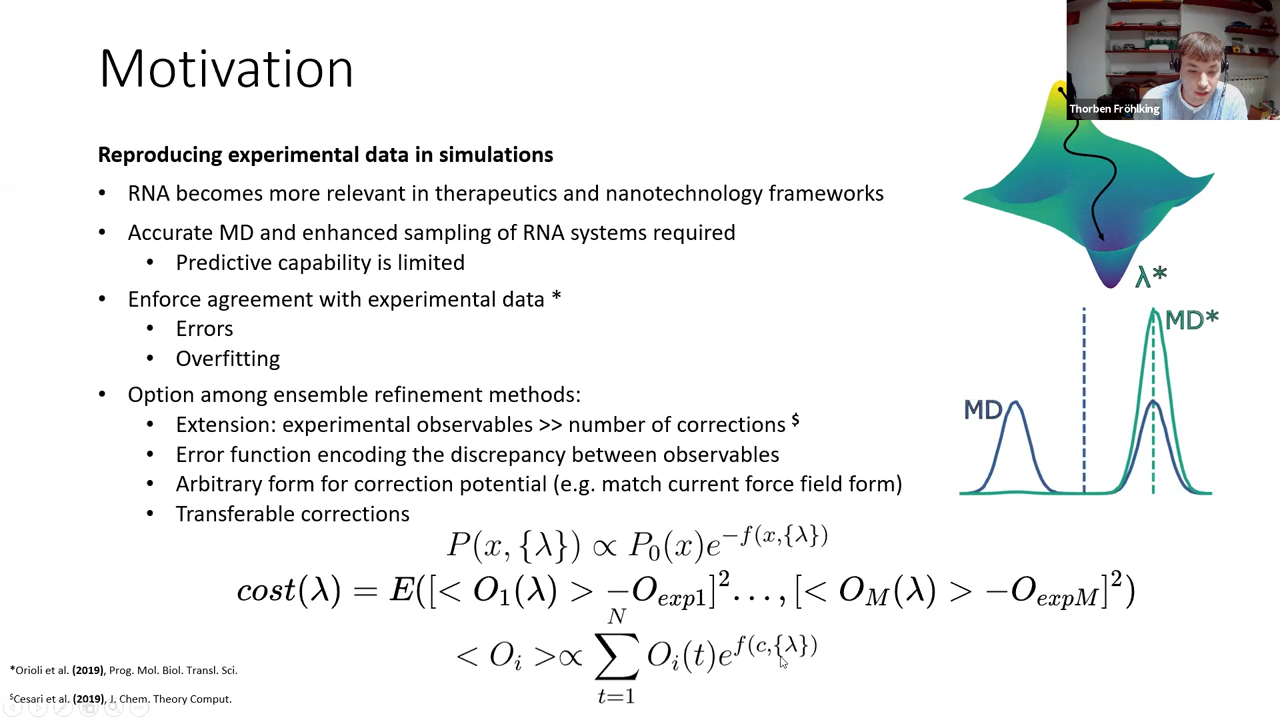 Motivation
Thorben Fröhlking
Reproducing experimental data in simulations
• RNA becomes more relevant in therapeutics and nanotechnology frameworks
• Accurate MD and enhanced sampling of RNA systems required
• Predictive capability is limited
• Enforce agreement with experimental data *
• Errors
• Overfitting
• Option among ensemble refinement methods:
• Extension: experimental observables >> number of corrections $
• Error function encoding the discrepancy between observables
• Arbitrary form for correction potential (e.g. match current force field form)
• Transferable corrections
λ*
MD*
MD
P(x, {λ}) ∝ P₀(x)e^{−f(x,{λ})}
cost(λ) = E([< O₁(λ) > −O_{exp1}]²..., [< O_M(λ) > −O_{expM}]²)
< O_i >∝ \sum_{t=1}^{N} O_i(t)e^{f(c,{λ})}
*Orioli et al. (2019), Prog. Mol. Biol. Transl. Sci.
$Cesari et al. (2019), J. Chem. Theory Comput.